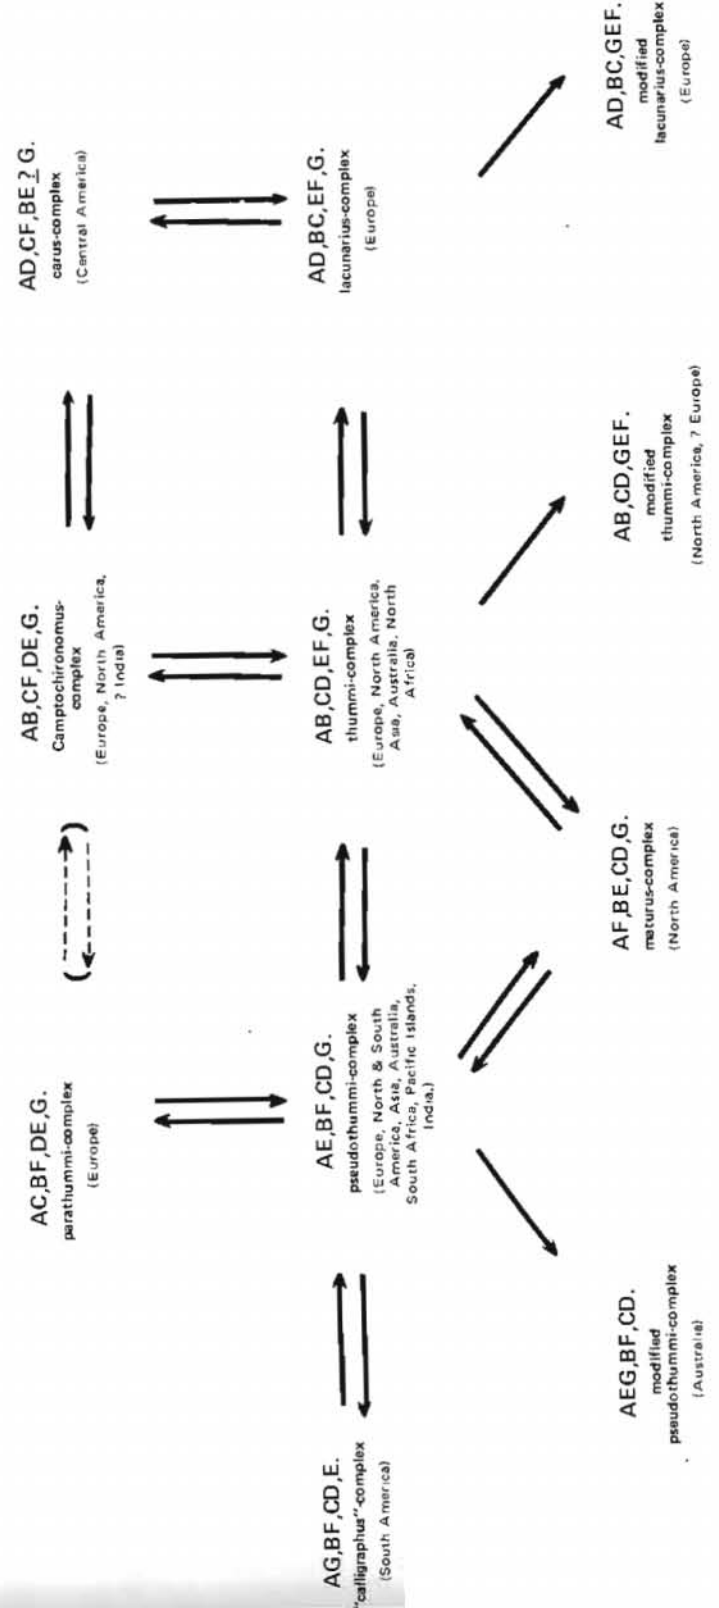 AC,BF,DE,G.
parathummi-complex
(Europe)
AB,CF,DE,G.
Camptochironomus-
complex
(Europe, North America,
? India)
AD,CF,BE ? G.
carus-complex
(Central America)
AG,BF,CD,E.
"calligraphus"-complex
(South America)
AE,BF,CD,G.
pseudothummi-complex
(Europe, North & South
America, Asia, Australia,
South Africa, Pacific Islands,
India,)
AB,CD,EF,G.
thummi-complex
(Europe, North America,
Asia, Australia, North
Africa)
AD,BC,EF,G.
lacunarius-complex
(Europe)
AEG,BF,CD.
modified
pseudothummi-complex
(Australia)
AF,BE,CD,G.
maturus-complex
(North America)
AB,CD,GEF.
modified
thummi-complex
(North America, ? Europe)
AD,BC,GEF.
modified
lacunarius-complex
(Europe)